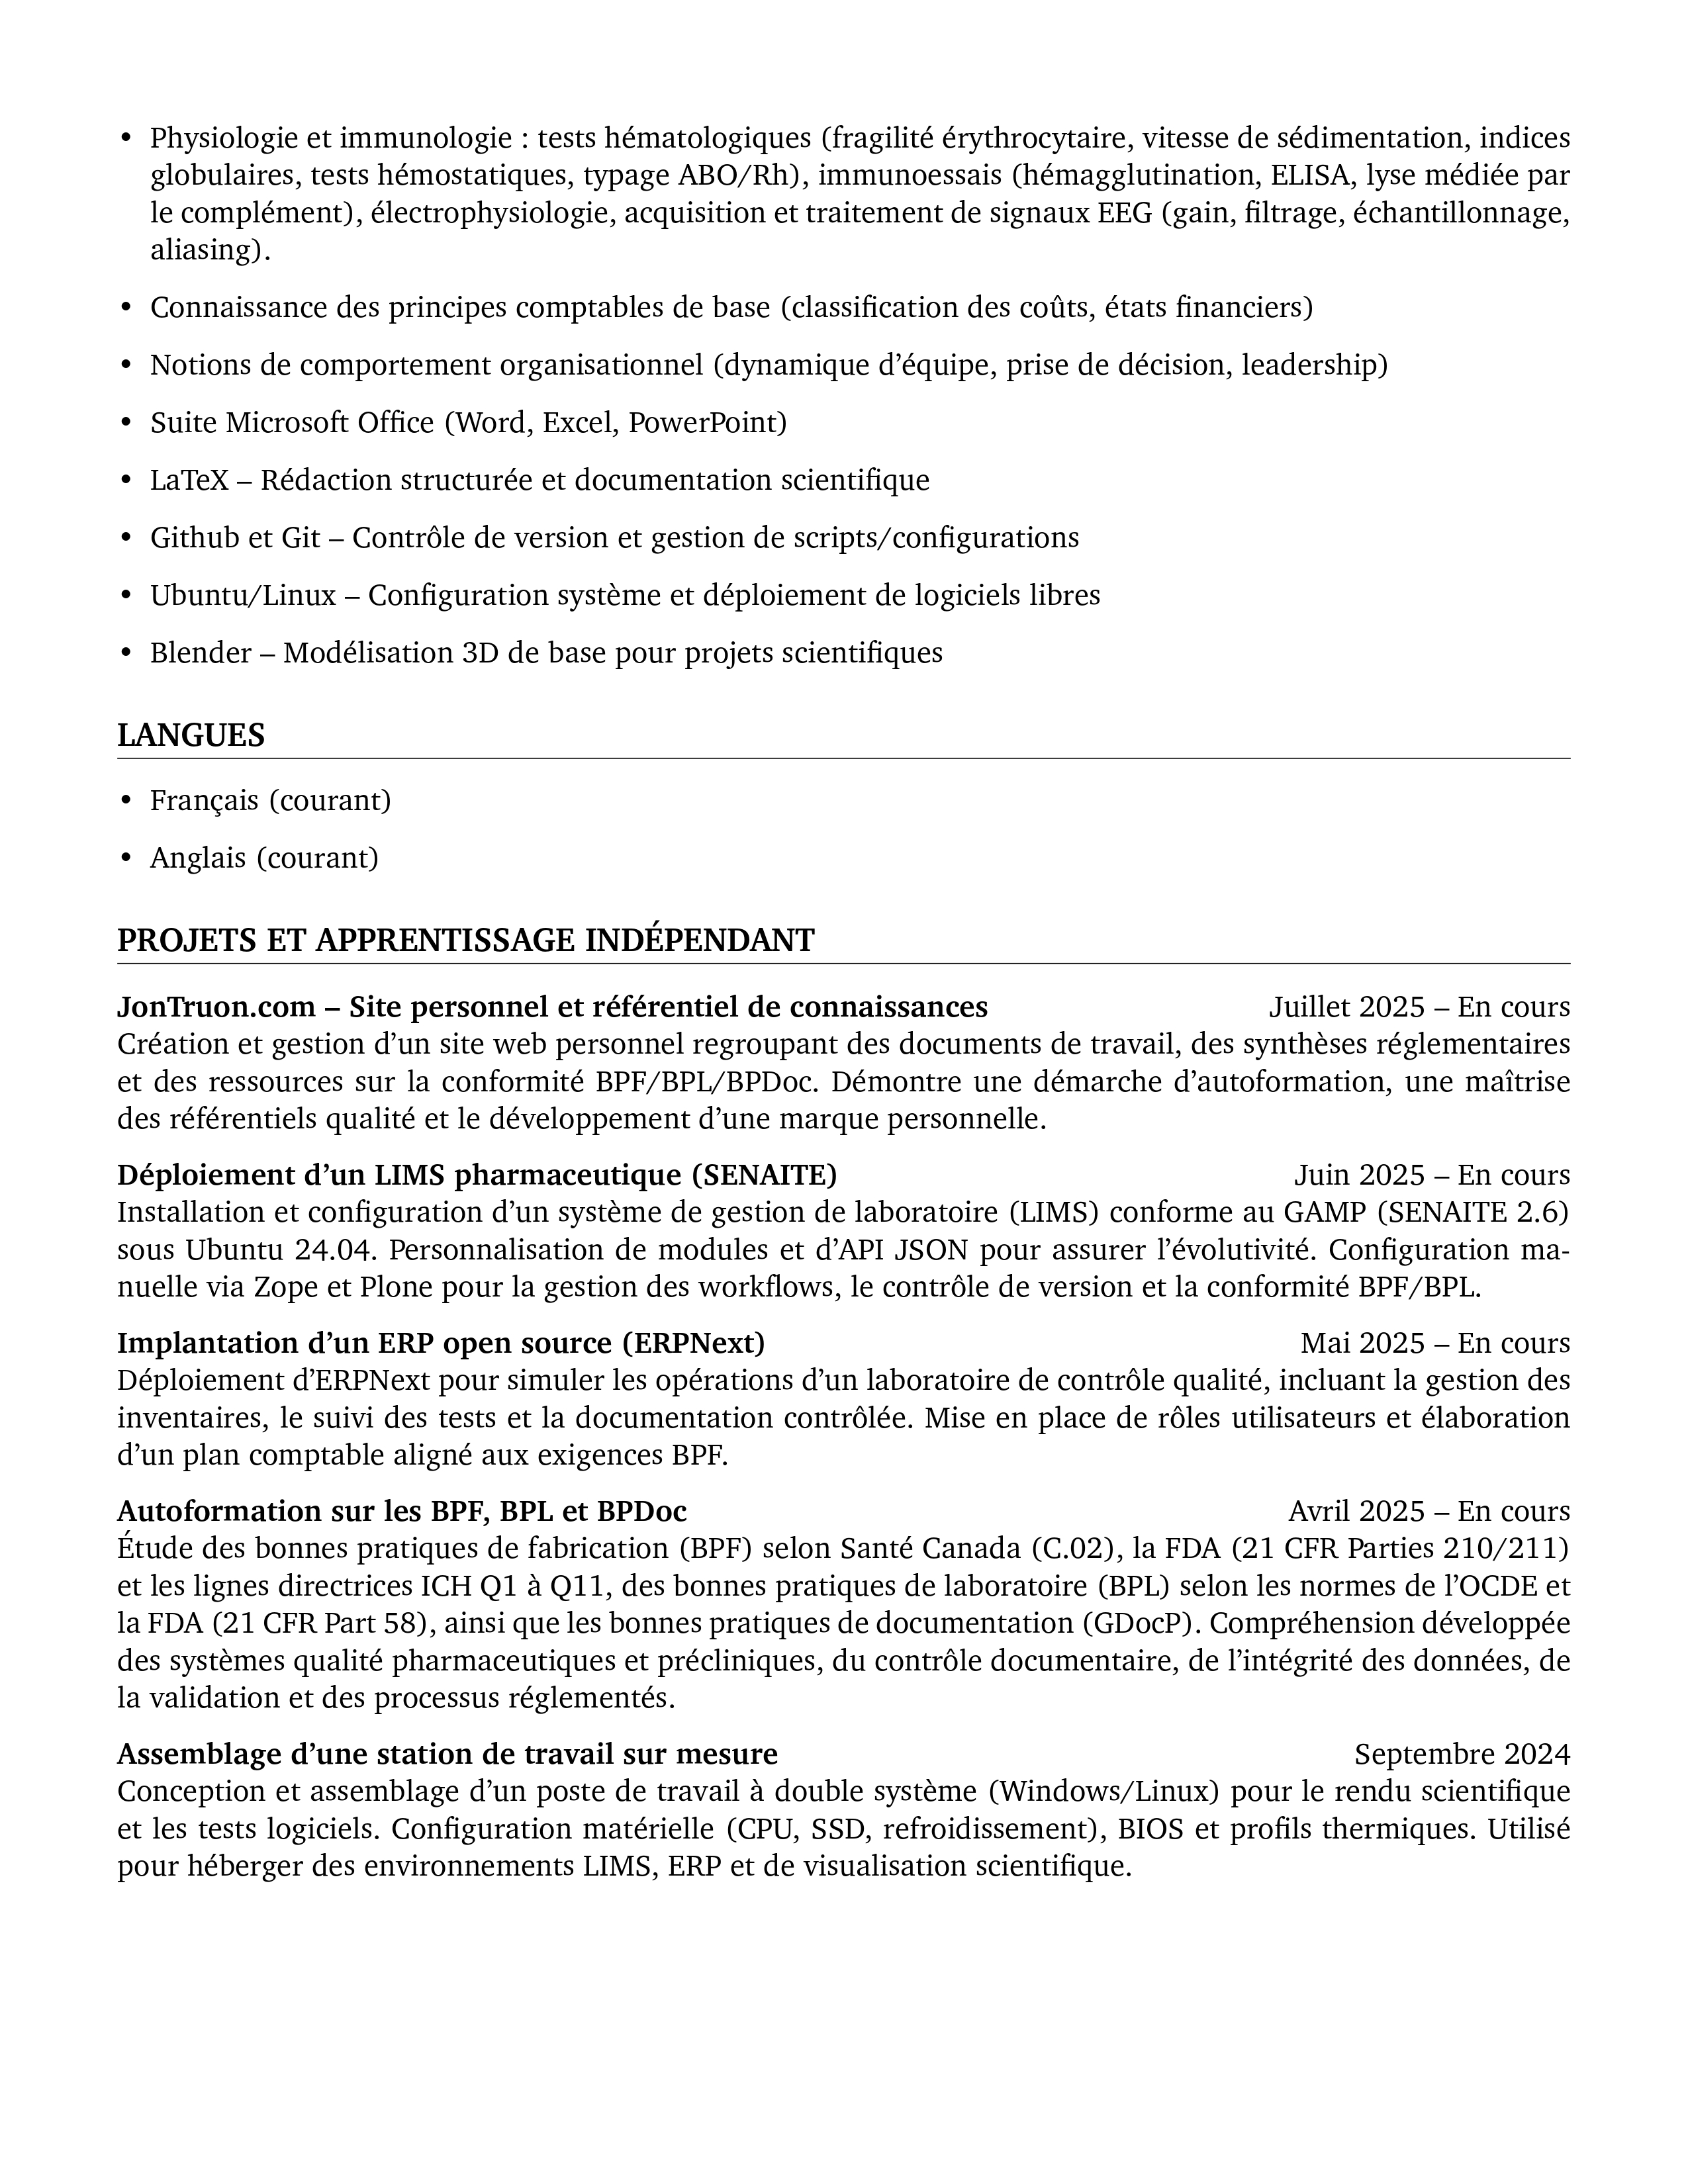 • Physiologie et immunologie : tests hématologiques (fragilité érythrocytaire, vitesse de sédimentation, indices
globulaires, tests hémostatiques, typage ABO/Rh), immunoessais (hémagglutination, ELISA, lyse médiée par
le complément), électrophysiologie, acquisition et traitement de signaux EEG (gain, filtrage, échantillonnage,
aliasing).
• Connaissance des principes comptables de base (classification des coûts, états financiers)
• Notions de comportement organisationnel (dynamique d’équipe, prise de décision, leadership)
• Suite Microsoft Office (Word, Excel, PowerPoint)
• LaTeX – Rédaction structurée et documentation scientifique
• Github et Git – Contrôle de version et gestion de scripts/configurations
• Ubuntu/Linux – Configuration système et déploiement de logiciels libres
• Blender – Modélisation 3D de base pour projets scientifiques
LANGUES
• Français (courant)
• Anglais (courant)
PROJETS ET APPRENTISSAGE INDÉPENDANT
JonTruon.com – Site personnel et référentiel de connaissances Juillet 2025 – En cours
Création et gestion d’un site web personnel regroupant des documents de travail, des synthèses réglementaires
et des ressources sur la conformité BPF/BPL/BPDoc. Démontre une démarche d’autoformation, une maîtrise
des référentiels qualité et le développement d’une marque personnelle.
Déploiement d’un LIMS pharmaceutique (SENAITE) Juin 2025 – En cours
Installation et configuration d’un système de gestion de laboratoire (LIMS) conforme au GAMP (SENAITE 2.6)
sous Ubuntu 24.04. Personnalisation de modules et d’API JSON pour assurer l’évolutivité. Configuration ma-
nuelle via Zope et Plone pour la gestion des workflows, le contrôle de version et la conformité BPF/BPL.
Implantation d’un ERP open source (ERPNext) Mai 2025 – En cours
Déploiement d’ERPNext pour simuler les opérations d’un laboratoire de contrôle qualité, incluant la gestion des
inventaires, le suivi des tests et la documentation contrôlée. Mise en place de rôles utilisateurs et élaboration
d’un plan comptable aligné aux exigences BPF.
Autoformation sur les BPF, BPL et BPDoc Avril 2025 – En cours
Étude des bonnes pratiques de fabrication (BPF) selon Santé Canada (C.02), la FDA (21 CFR Parties 210/211)
et les lignes directrices ICH Q1 à Q11, des bonnes pratiques de laboratoire (BPL) selon les normes de l’OCDE et
la FDA (21 CFR Part 58), ainsi que les bonnes pratiques de documentation (GDocP). Compréhension développée
des systèmes qualité pharmaceutiques et précliniques, du contrôle documentaire, de l’intégrité des données, de
la validation et des processus réglementés.
Assemblage d’une station de travail sur mesure Septembre 2024
Conception et assemblage d’un poste de travail à double système (Windows/Linux) pour le rendu scientifique
et les tests logiciels. Configuration matérielle (CPU, SSD, refroidissement), BIOS et profils thermiques. Utilisé
pour héberger des environnements LIMS, ERP et de visualisation scientifique.